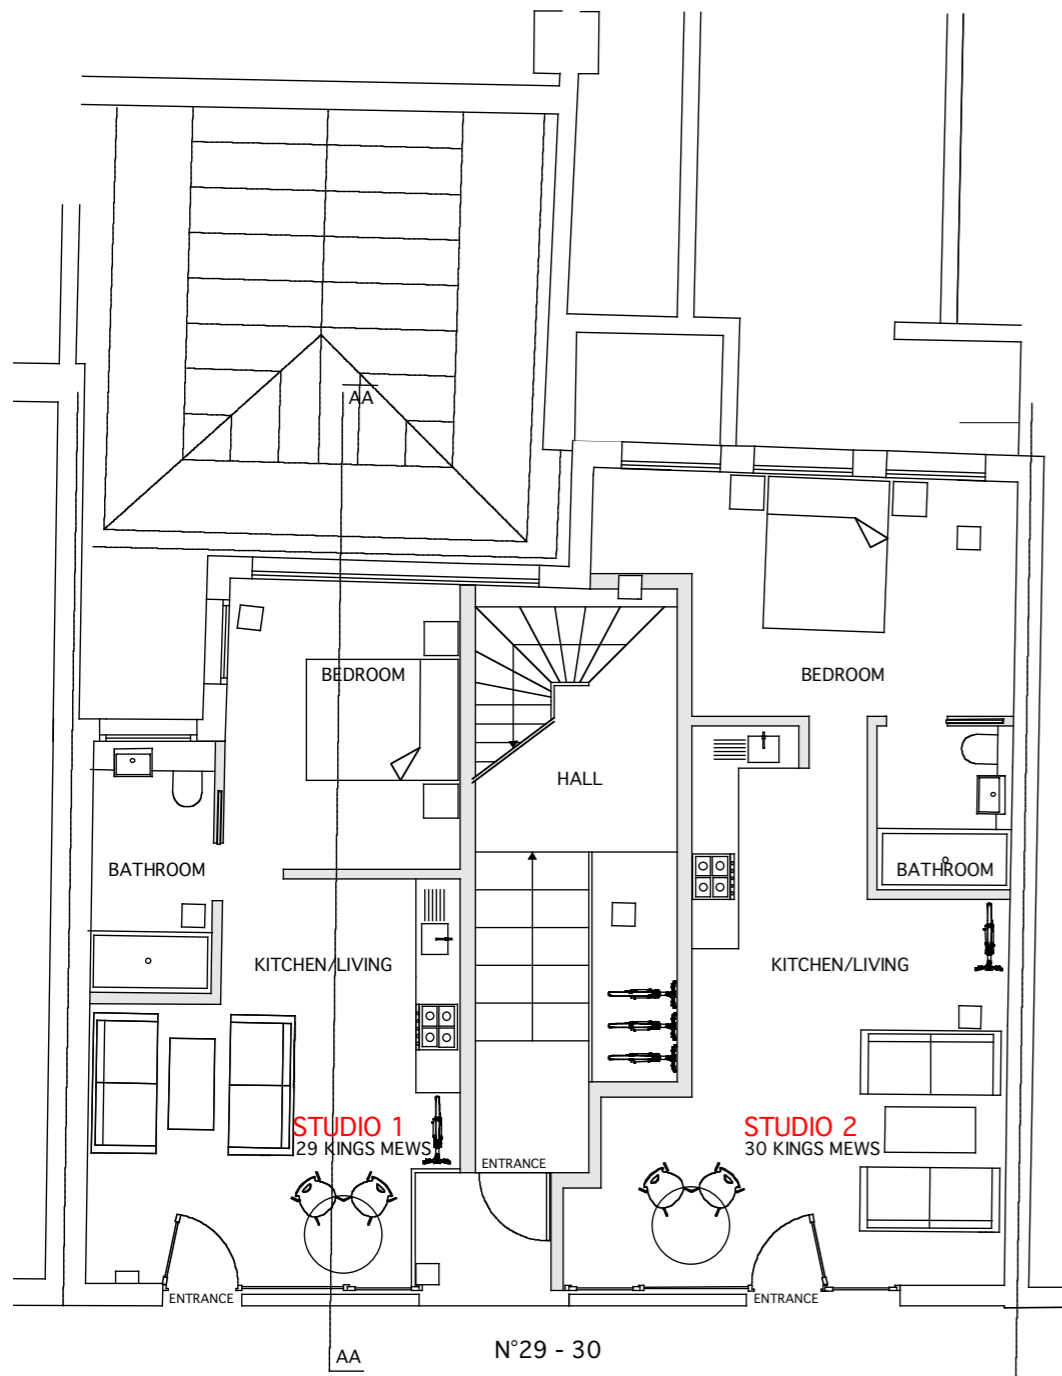 AA
BEDROOM
BEDROOM
HALL
BATHROOM
BATHROOM
KITCHEN/LIVING
KITCHEN/LIVING
STUDIO 1
29 KINGS MEWS
STUDIO 2
30 KINGS MEWS
ENTRANCE
ENTRANCE
ENTRANCE
AA
N°29 - 30